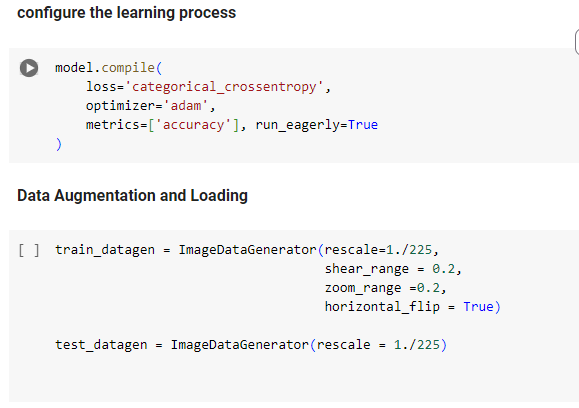 configure the learning process
model.compile(
    loss='categorical_crossentropy',
    optimizer='adam',
    metrics=['accuracy'], run_eagerly=True
)
Data Augmentation and Loading
[ ] train_datagen = ImageDataGenerator(rescale=1./225,
                                   shear_range = 0.2,
                                   zoom_range =0.2,
                                   horizontal_flip = True)
test_datagen = ImageDataGenerator(rescale = 1./225)